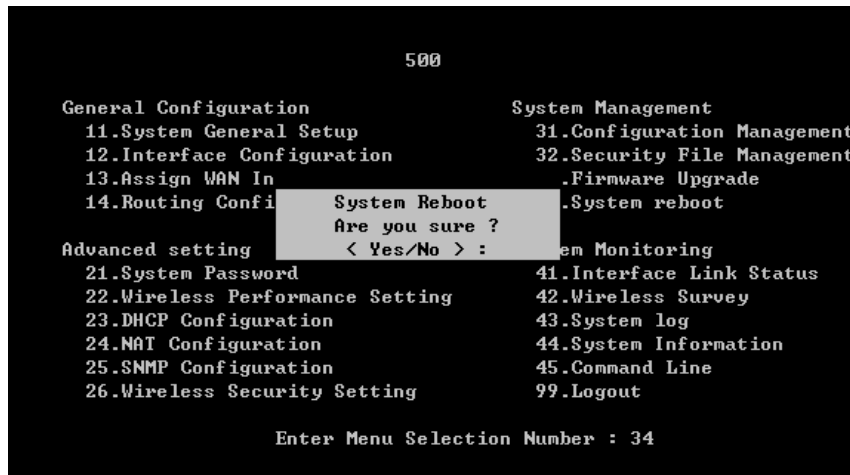 500
General Configuration
11.System General Setup
12.Interface Configuration
13.Assign WAN In
14.Routing Confi
System Management
31.Configuration Management
32.Security File Management
.Firmware Upgrade
.System reboot
System Reboot
Are you sure ?
< Yes/No > :
Advanced setting
21.System Password
22.Wireless Performance Setting
23.DHCP Configuration
24.NAT Configuration
25.SNMP Configuration
26.Wireless Security Setting
em Monitoring
41.Interface Link Status
42.Wireless Survey
43.System log
44.System Information
45.Command Line
99.Logout
Enter Menu Selection Number : 34